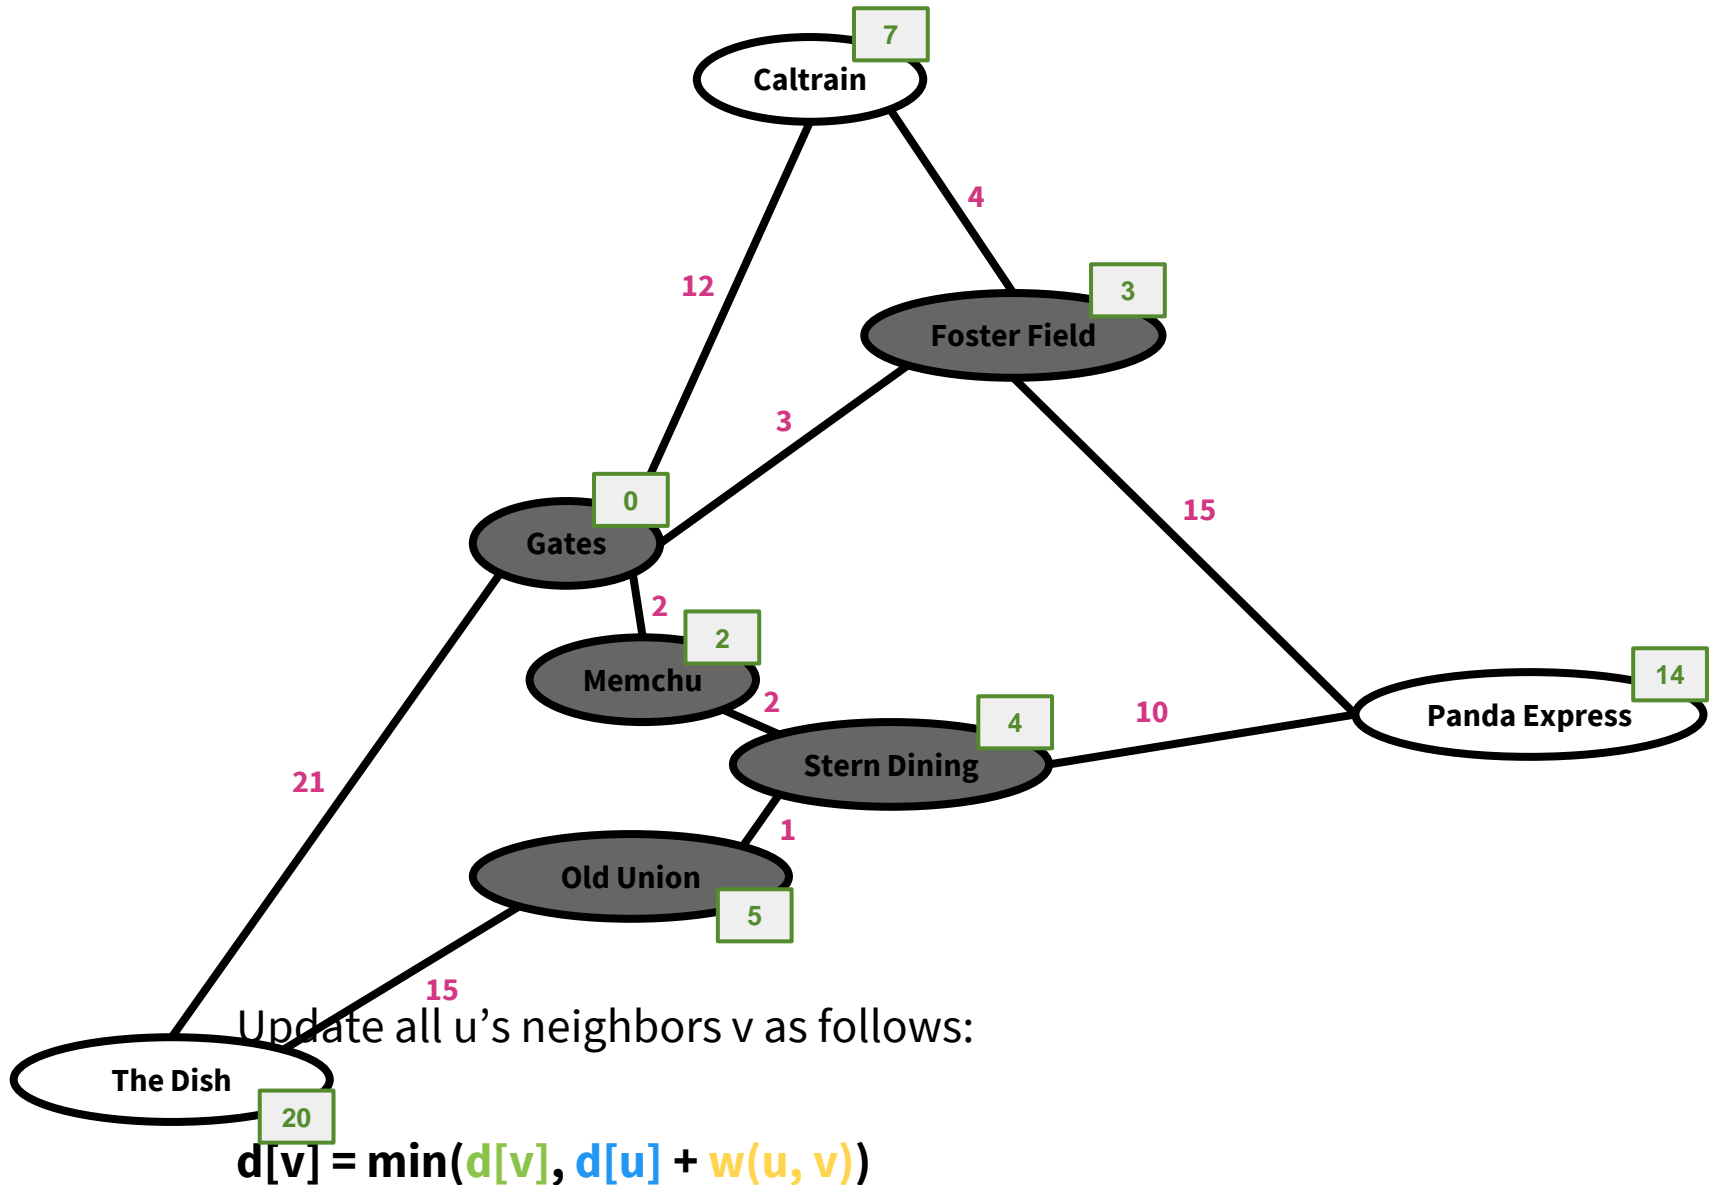 7
Caltrain
4
12
3
Foster Field
3
0
15
Gates
2
2
14
Memchu
2
4
10
Panda Express
Stern Dining
21
1
Old Union
5
15
Update all u’s neighbors v as follows:
The Dish
20
d[v] = min(d[v], d[u] + w(u, v))